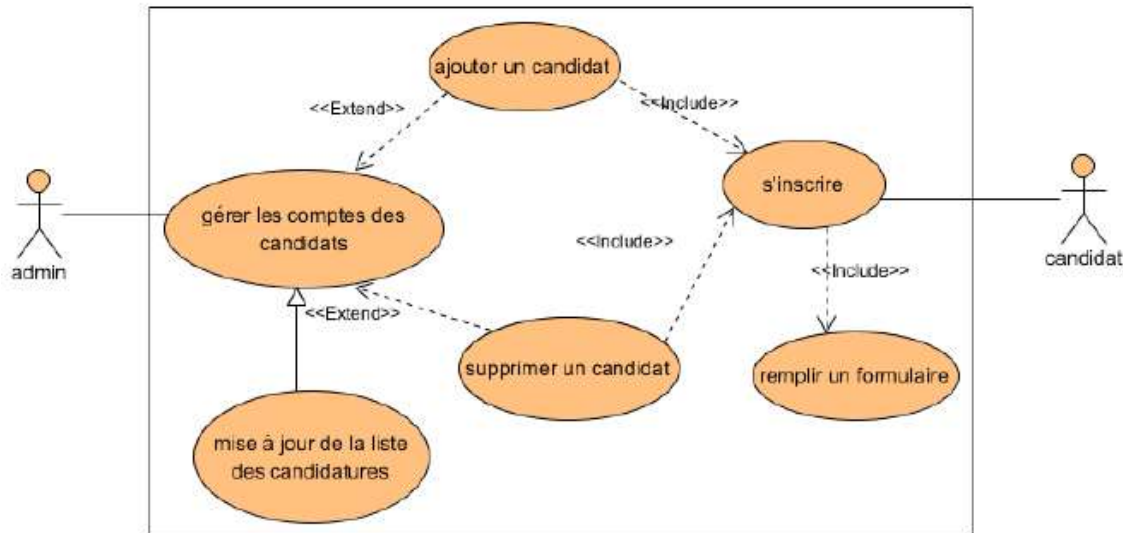 ajouter un candidat
<<Extend>>
<<Include>>
s'inscrire
gérer les comptes des
candidats
admin
candidat
<<Include>>
<<Include>>
<<Extend>>
supprimer un candidat
remplir un formulaire
mise à jour de la liste
des candidatures